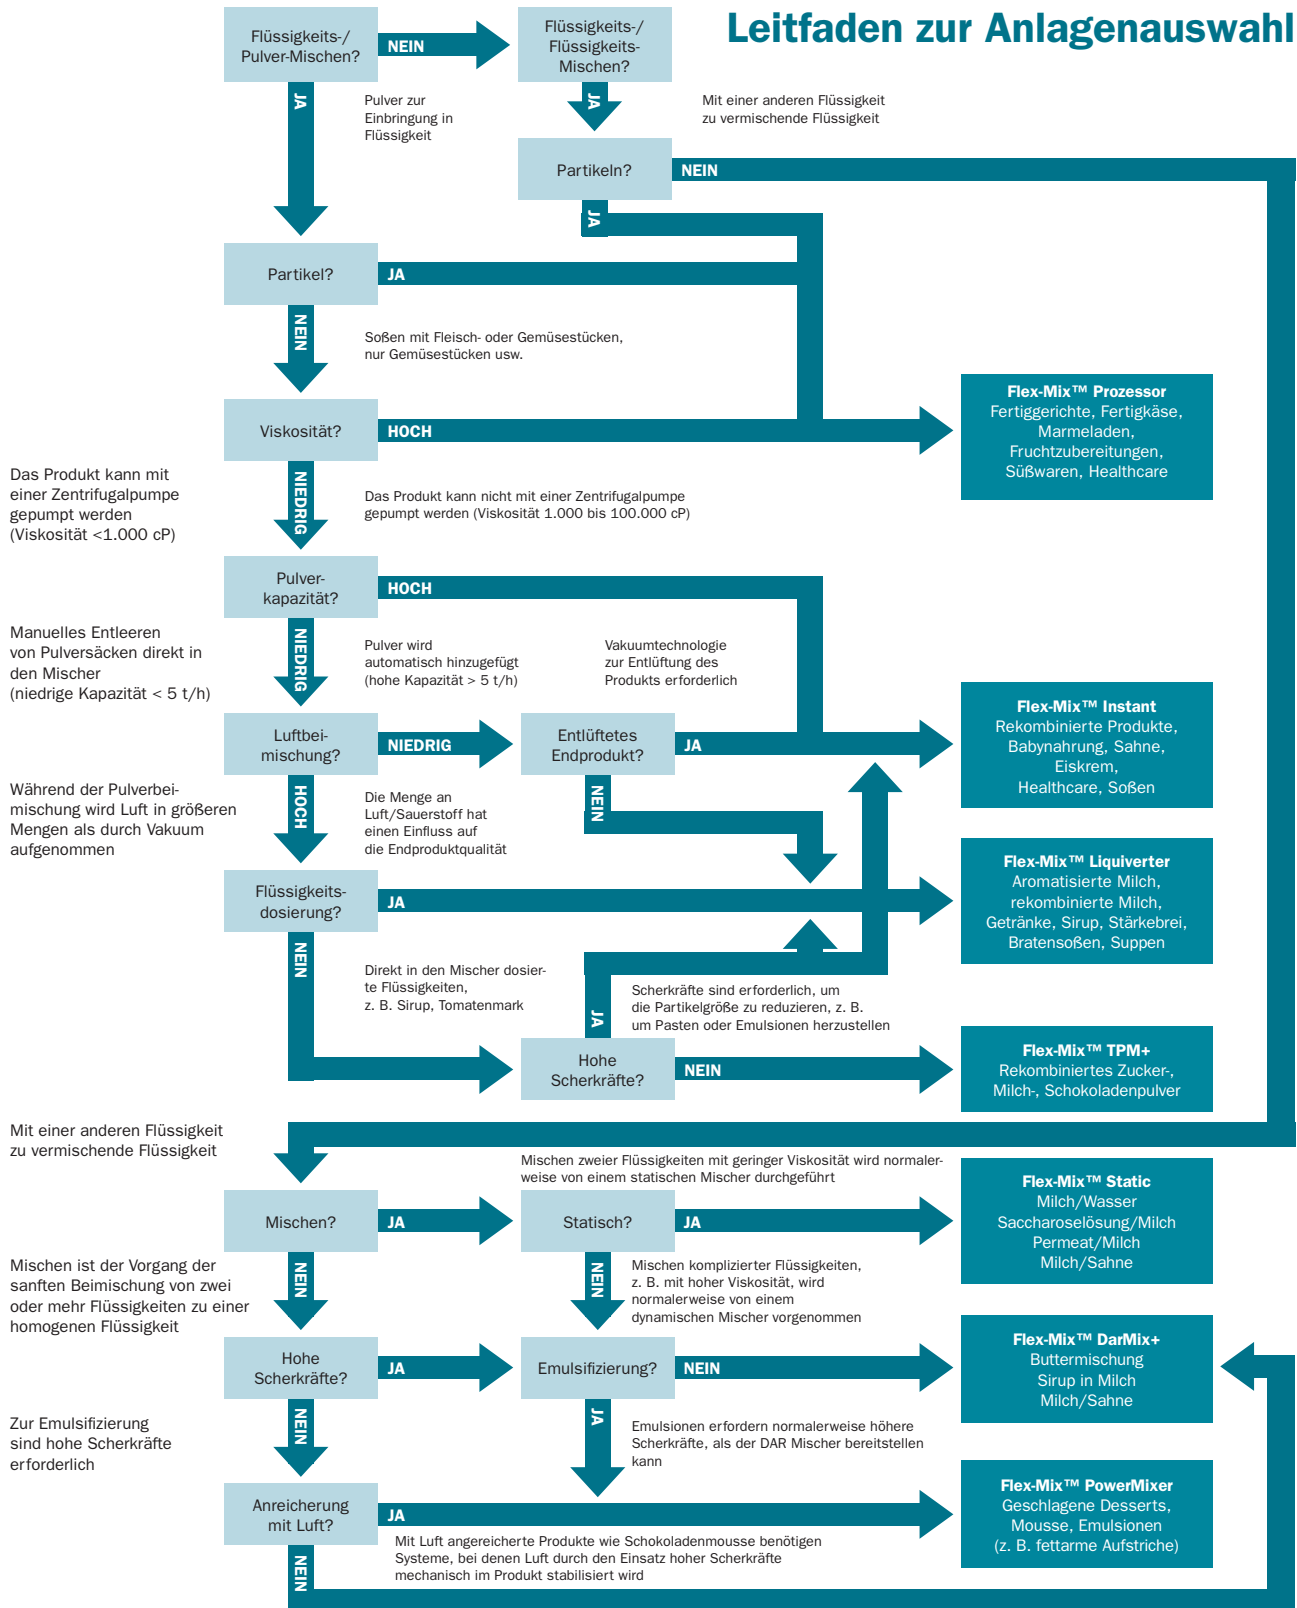 Leitfaden zur Anlagenauswahl
Flüssigkeits-/
Pulver-Mischen?
NEIN
Flüssigkeits-/
Flüssigkeits-
Mischen?
JA
Pulver zur
Einbringung in
Flüssigkeit
JA
Mit einer anderen Flüssigkeit
zu vermischende Flüssigkeit
Partikeln?
NEIN
JA
Partikel?
JA
NEIN
Soßen mit Fleisch- oder Gemüsestücken,
nur Gemüsestücken usw.
Viskosität?
HOCH
Flex-Mix™ Prozessor
Fertiggerichte, Fertigkäse,
Marmeladen,
Fruchtzubereitungen,
Süßwaren, Healthcare
Das Produkt kann mit
einer Zentrifugalpumpe
gepumpt werden
(Viskosität <1.000 cP)
NIEDRIG
Das Produkt kann nicht mit einer Zentrifugalpumpe
gepumpt werden (Viskosität 1.000 bis 100.000 cP)
Pulver-
kapazität?
HOCH
Manuelles Entleeren
von Pulversäcken direkt in
den Mischer
(niedrige Kapazität < 5 t/h)
NIEDRIG
Pulver wird
automatisch hinzugefügt
(hohe Kapazität > 5 t/h)
Vakuumtechnologie
zur Entlüftung des
Produkts erforderlich
Luftbei-
mischung?
NIEDRIG
Entlüftetes
Endprodukt?
JA
Flex-Mix™ Instant
Rekombinierte Produkte,
Babynahrung, Sahne,
Eiskrem,
Healthcare, Soßen
Während der Pulverbei-
mischung wird Luft in größeren
Mengen als durch Vakuum
aufgenommen
HOCH
Die Menge an
Luft/Sauerstoff hat
einen Einfluss auf
die Endproduktqualität
NEIN
Flüssigkeits-
dosierung?
JA
Flex-Mix™ Liquiverter
Aromatisierte Milch,
rekombinierte Milch,
Getränke, Sirup, Stärkebrei,
Bratensoßen, Suppen
NEIN
Direkt in den Mischer dosier-
te Flüssigkeiten,
z. B. Sirup, Tomatenmark
JA
Scherkräfte sind erforderlich, um
die Partikelgröße zu reduzieren, z. B.
um Pasten oder Emulsionen herzustellen
Hohe
Scherkräfte?
NEIN
Flex-Mix™ TPM+
Rekombiniertes Zucker-,
Milch-, Schokoladenpulver
Mit einer anderen Flüssigkeit
zu vermischende Flüssigkeit
Mischen zweier Flüssigkeiten mit geringer Viskosität wird normaler-
weise von einem statischen Mischer durchgeführt
Mischen?
JA
Statisch?
JA
Flex-Mix™ Static
Milch/Wasser
Saccharoselösung/Milch
Permeat/Milch
Milch/Sahne
Mischen ist der Vorgang der
sanften Beimischung von zwei
oder mehr Flüssigkeiten zu einer
homogenen Flüssigkeit
NEIN
NEIN
Mischen komplizierter Flüssigkeiten,
z. B. mit hoher Viskosität, wird
normalerweise von einem
dynamischen Mischer vorgenommen
Hohe
Scherkräfte?
JA
Emulsifizierung?
NEIN
Flex-Mix™ DarMix+
Buttermischung
Sirup in Milch
Milch/Sahne
Zur Emulsifizierung
sind hohe Scherkräfte
erforderlich
NEIN
JA
Emulsionen erfordern normalerweise höhere
Scherkräfte, als der DAR Mischer bereitstellen
kann
Anreicherung
mit Luft?
JA
Flex-Mix™ PowerMixer
Geschlagene Desserts,
Mousse, Emulsionen
(z. B. fettarme Aufstriche)
Mit Luft angereicherte Produkte wie Schokoladenmousse benötigen
Systeme, bei denen Luft durch den Einsatz hoher Scherkräfte
mechanisch im Produkt stabilisiert wird
NEIN